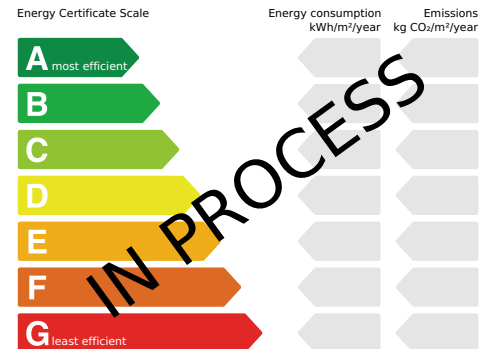 Energy Certificate Scale
Energy consumption
kWh/m²/year
Emissions
kg CO₂/m²/year
A most efficient
B
C
D
E
F
G least efficient
IN PROCESS